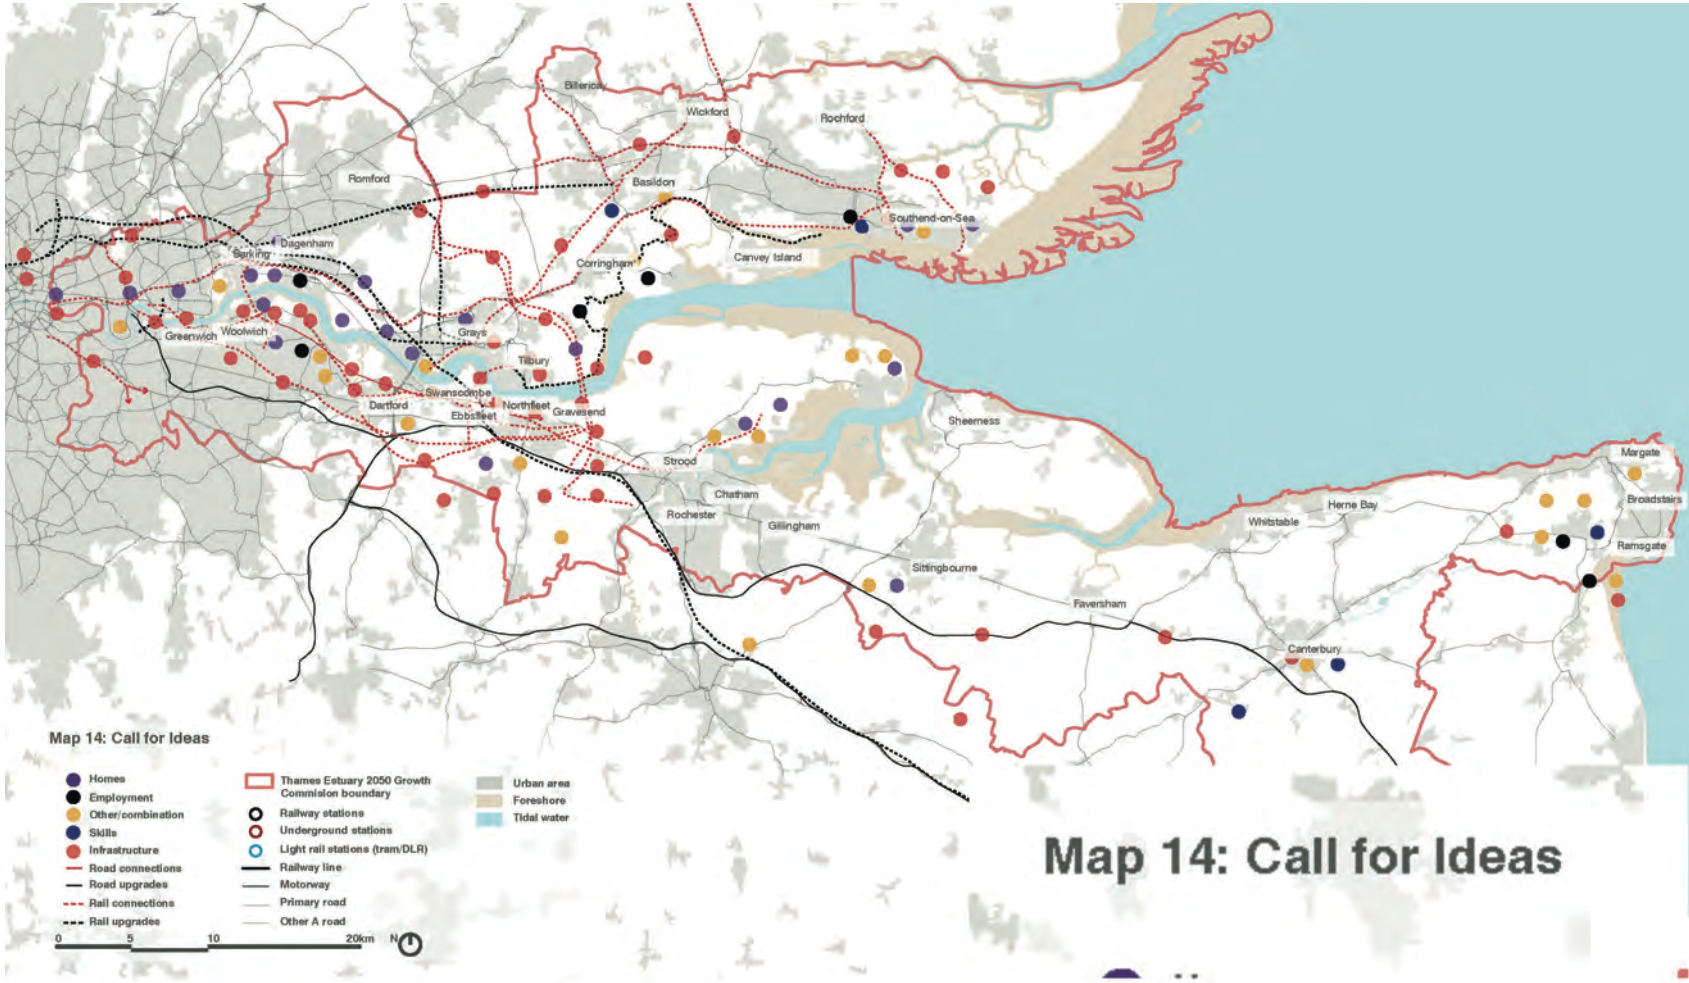 Billericay
Wickford
Rochford
Romford
Basildon
Southend-on-Sea
Dagenham
Barking
Corringham
Canvey Island
Greenwich
Woolwich
Grays
Tilbury
Swanscombe
Dartford
Northfleet
Ebbsfleet
Gravesend
Sheerness
Strood
Margate
Chatham
Broadstairs
Herne Bay
Rochester
Whitstable
Gillingham
Ramsgate
Sittingbourne
Faversham
Canterbury
Map 14: Call for Ideas
Homes
Employment
Other/combination
Skills
Infrastructure
Road connections
Road upgrades
Rail connections
Rail upgrades
Thames Estuary 2050 Growth
Commision boundary
Railway stations
Underground stations
Light rail stations (tram/DLR)
Railway line
Motorway
Primary road
Other A road
Urban area
Foreshore
Tidal water
0 5 10 20km N
Map 14: Call for Ideas